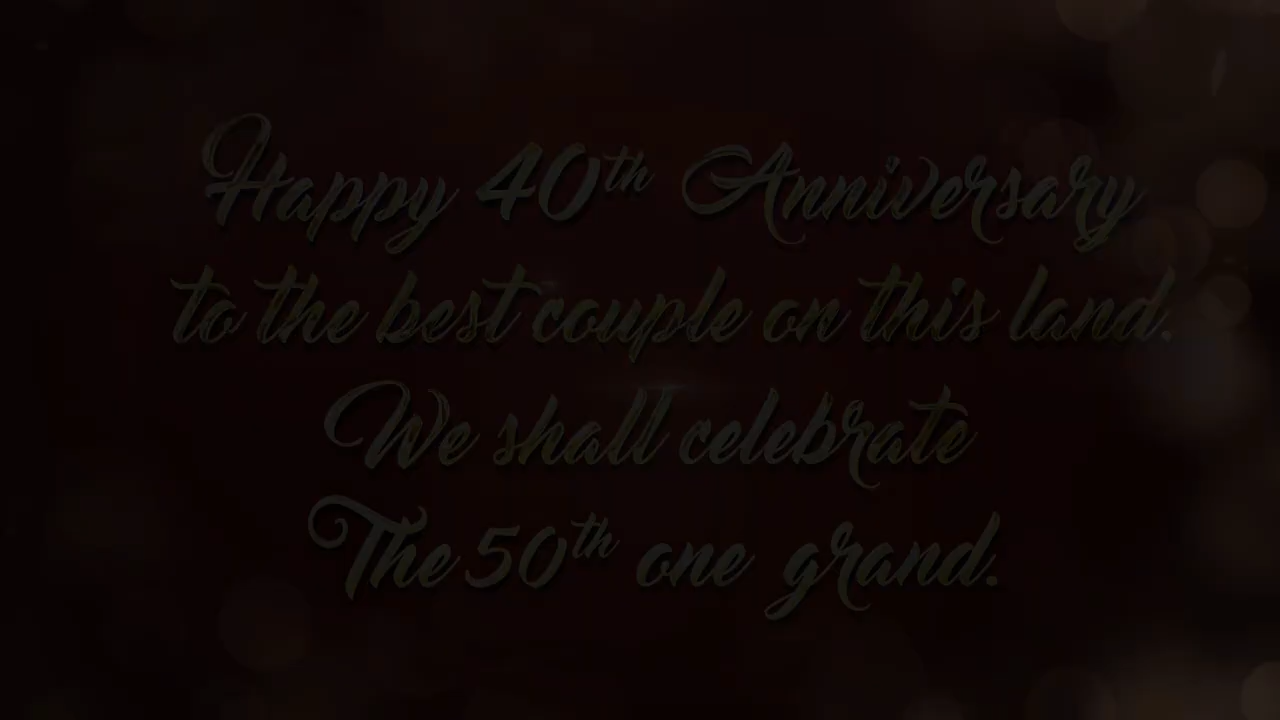 Happy 40th Anniversary
to the best couple on this land.
We shall celebrate
The 50th one grand.